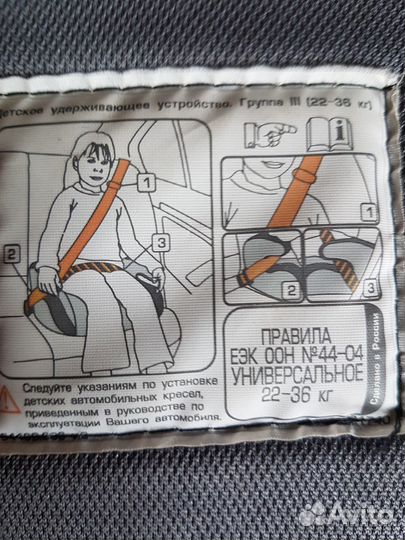 Детское удерживающее устройство. Группа III (22-36 кг)
1
2
3
i
1
2
3
ПРАВИЛА
ЕЭК ООН №44-04
УНИВЕРСАЛЬНОЕ
22-36 кг
Сделано в России
Следуйте указаниям по установке
детских автомобильных кресел,
приведенным в руководстве по
эксплуатации Вашего автомобиля.
Avito